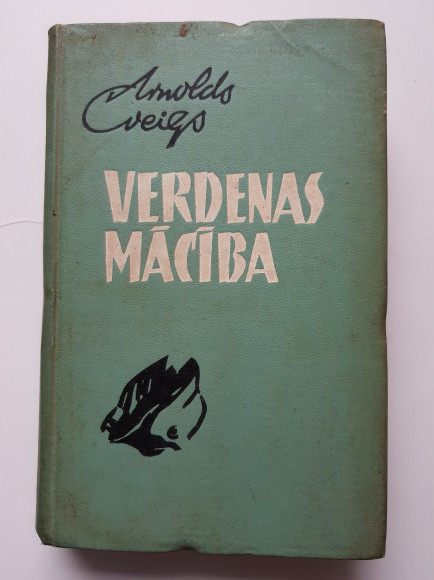 Arnolds
Cveigs
VERDENAS
MĀCĪBA